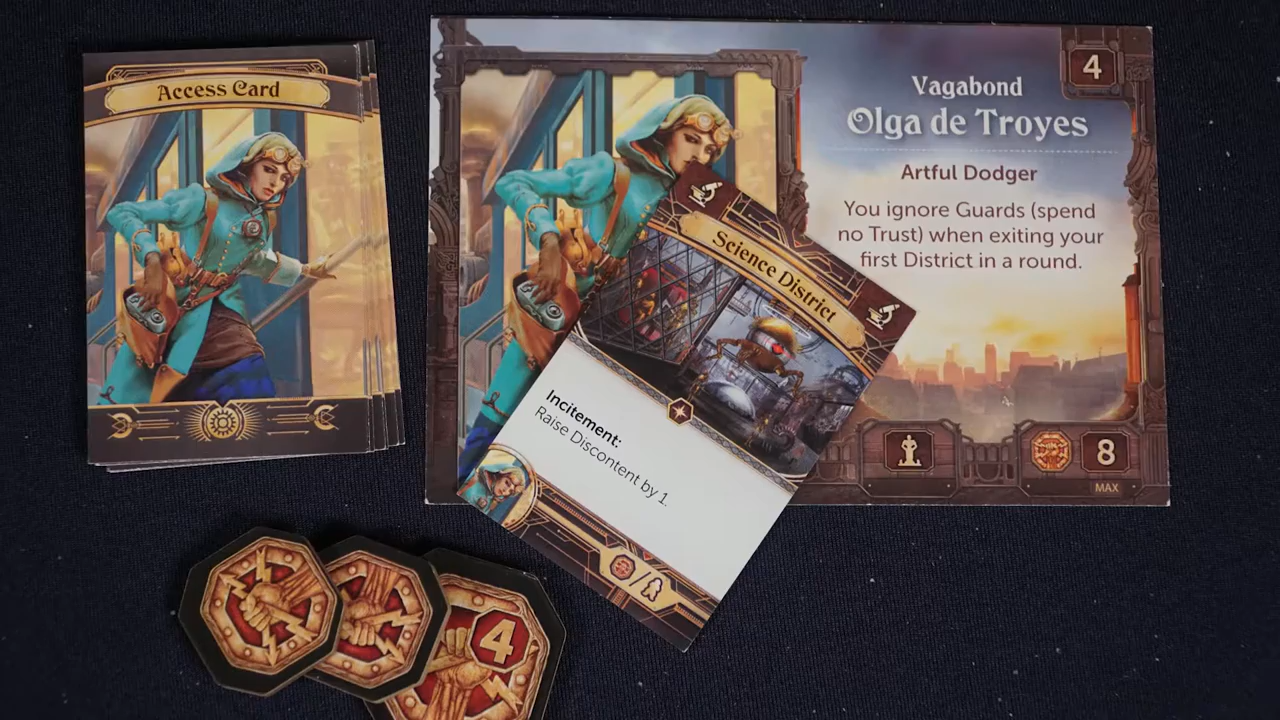 Access Card
4
Vagabond
Olga de Troyes
Artful Dodger
You ignore Guards (spend
no Trust) when exiting your
first District in a round.
8
MAX
Science District
Incitement:
Raise Discontent by 1.
/
4